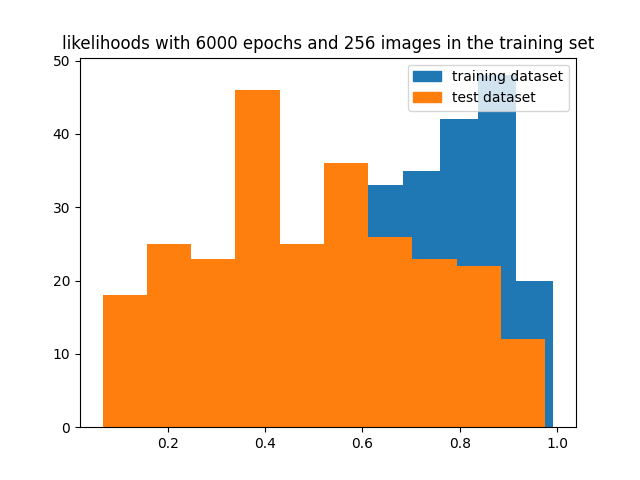 likelihoods with 6000 epochs and 256 images in the training set
training dataset
test dataset
50
40
30
20
10
0
0.2 0.4 0.6 0.8 1.0